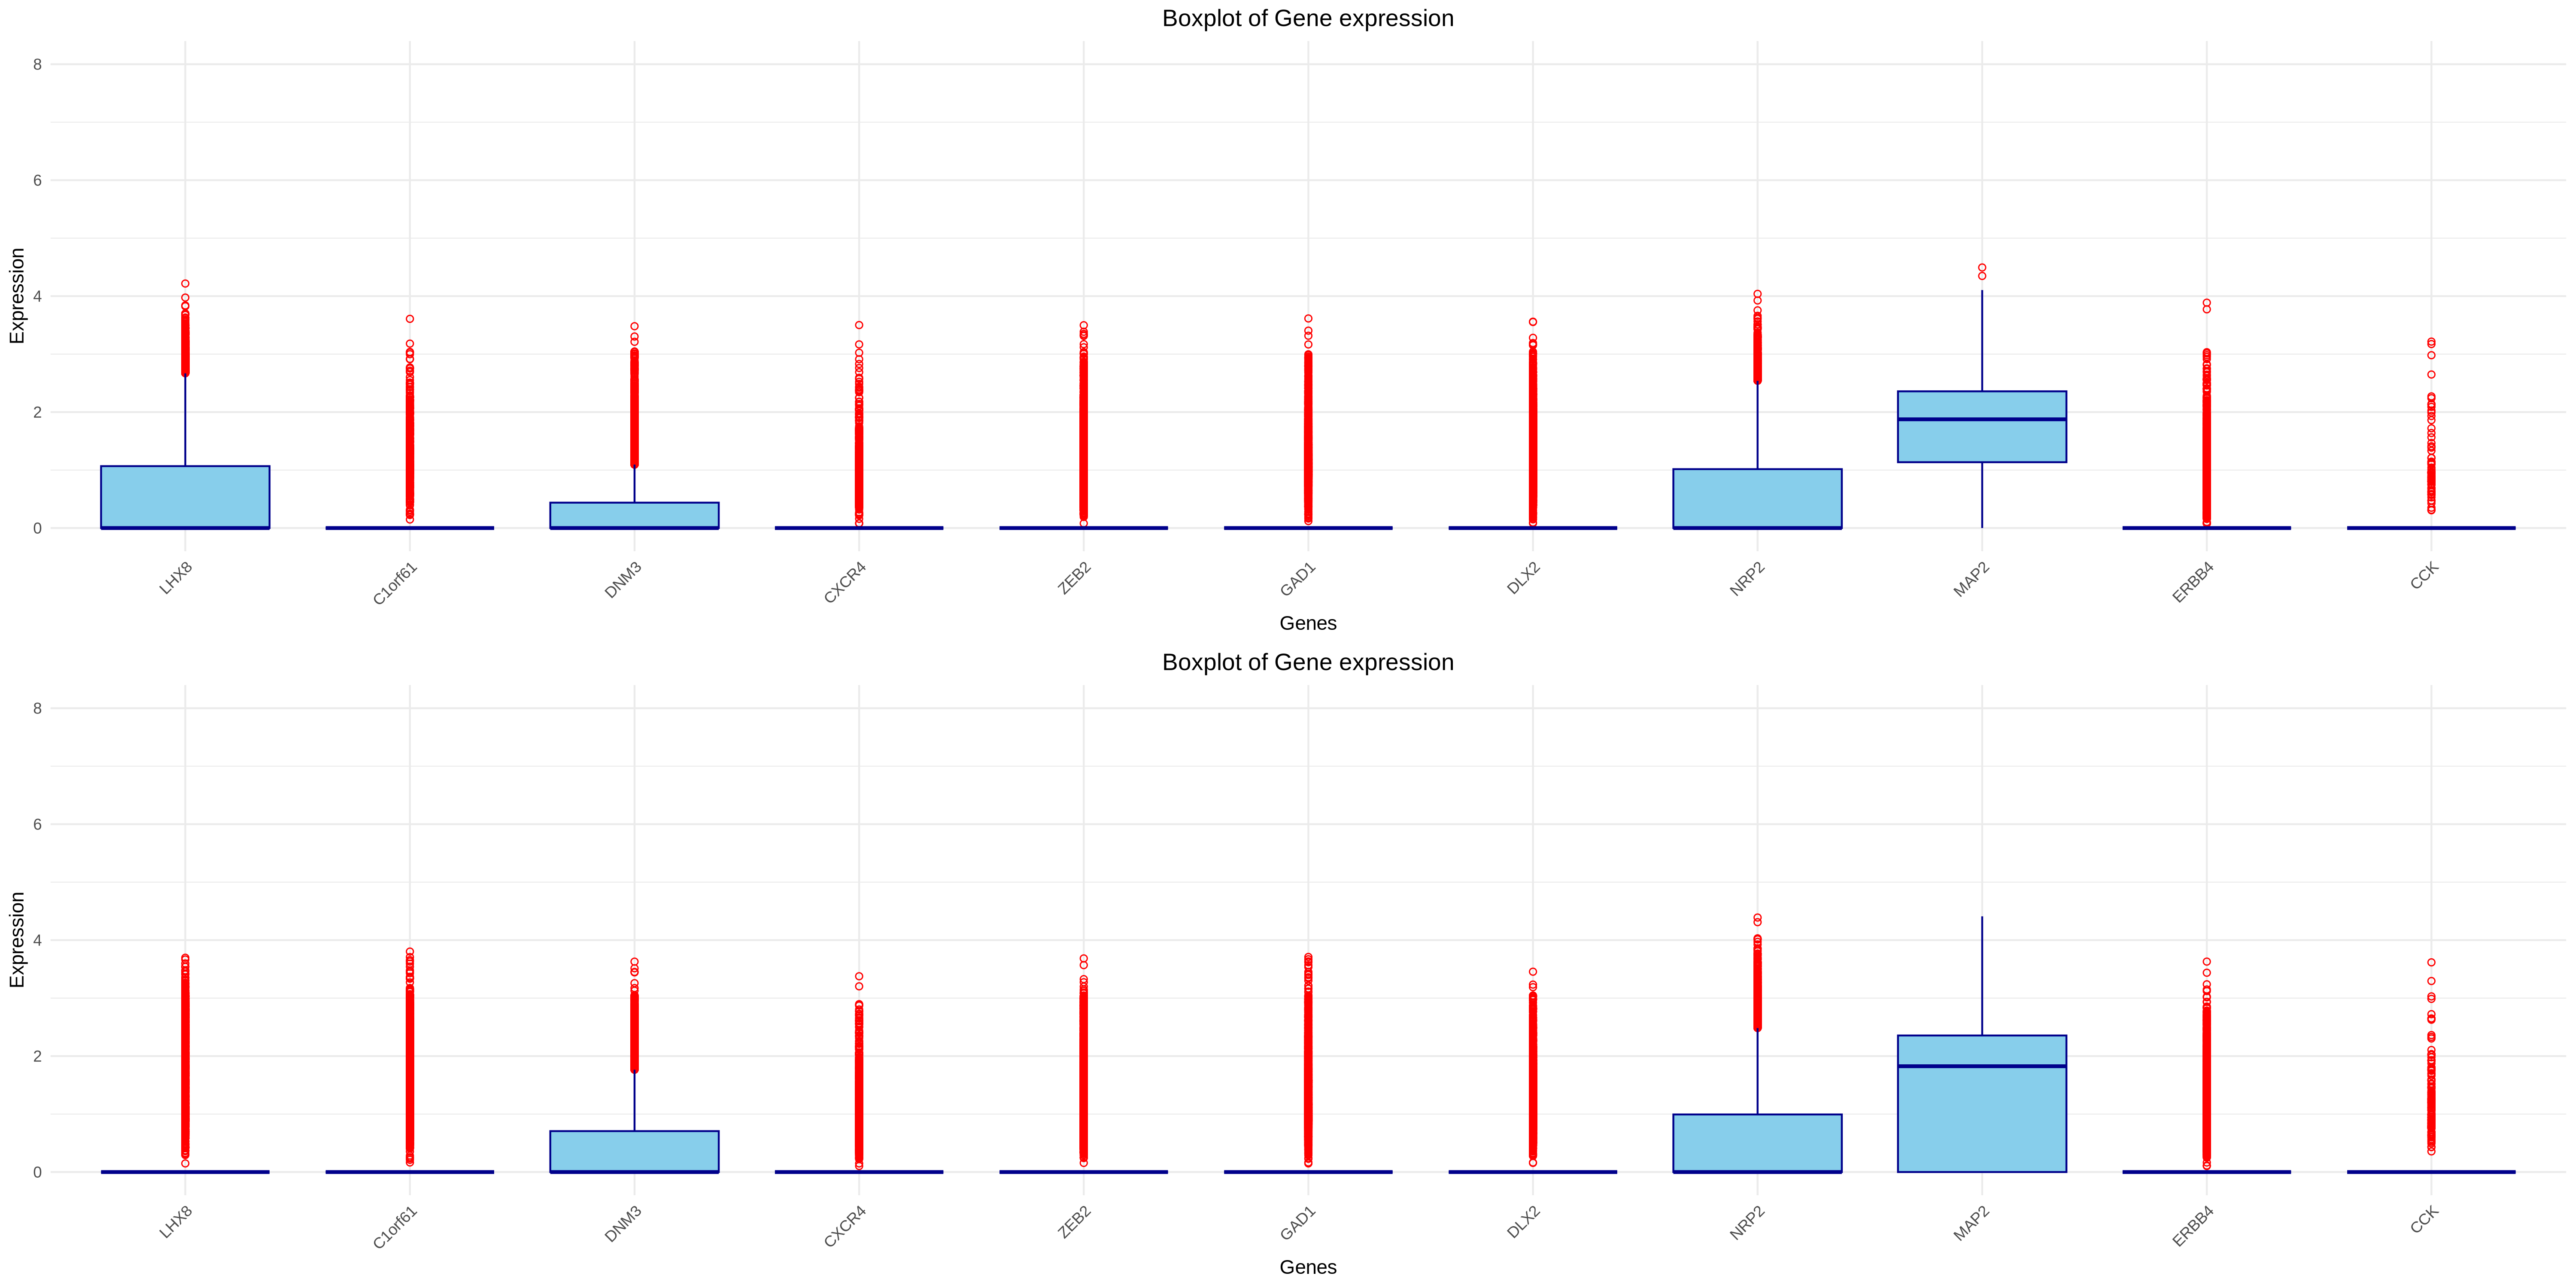 Boxplot of Gene expression
8
6
4
2
0
Expression
LHX8 C1orf61 DNM3 CXCR4 ZEB2 GAD1 DLX2 NRP2 MAP2 ERBB4 CCK
Genes
Boxplot of Gene expression
8
6
4
2
0
Expression
LHX8 C1orf61 DNM3 CXCR4 ZEB2 GAD1 DLX2 NRP2 MAP2 ERBB4 CCK
Genes